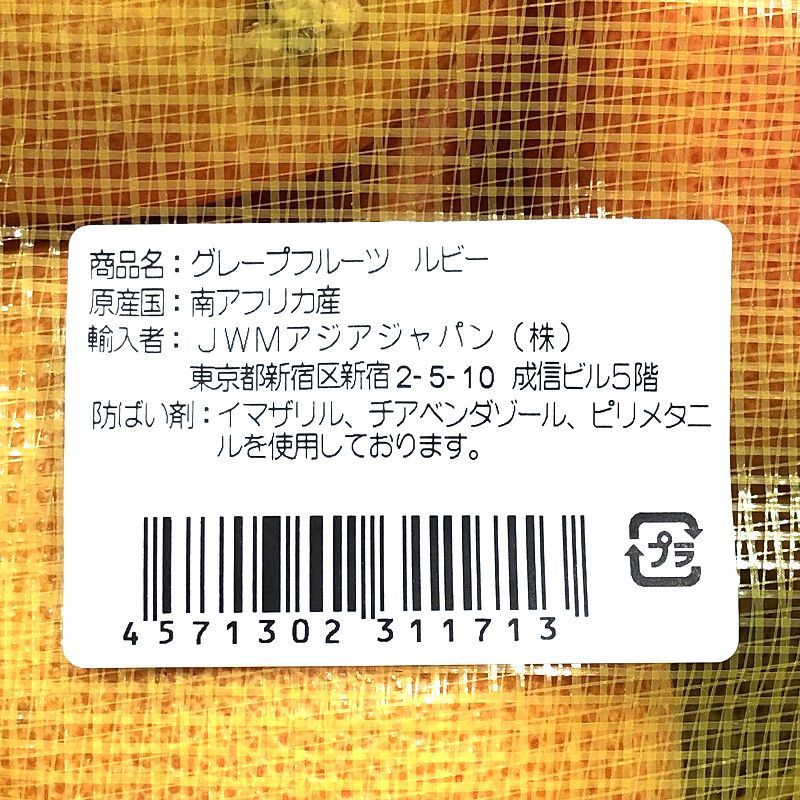 商品名：グレープフルーツ　ルビー
原産国：南アフリカ産
輸入者：ＪＷＭアジアジャパン（株）
東京都新宿区新宿2-5-10 成信ビル5階
防ばい剤：イマザリル、チアベンダゾール、ピリメタニ
ルを使用しております。
プラ
4 571302 311713